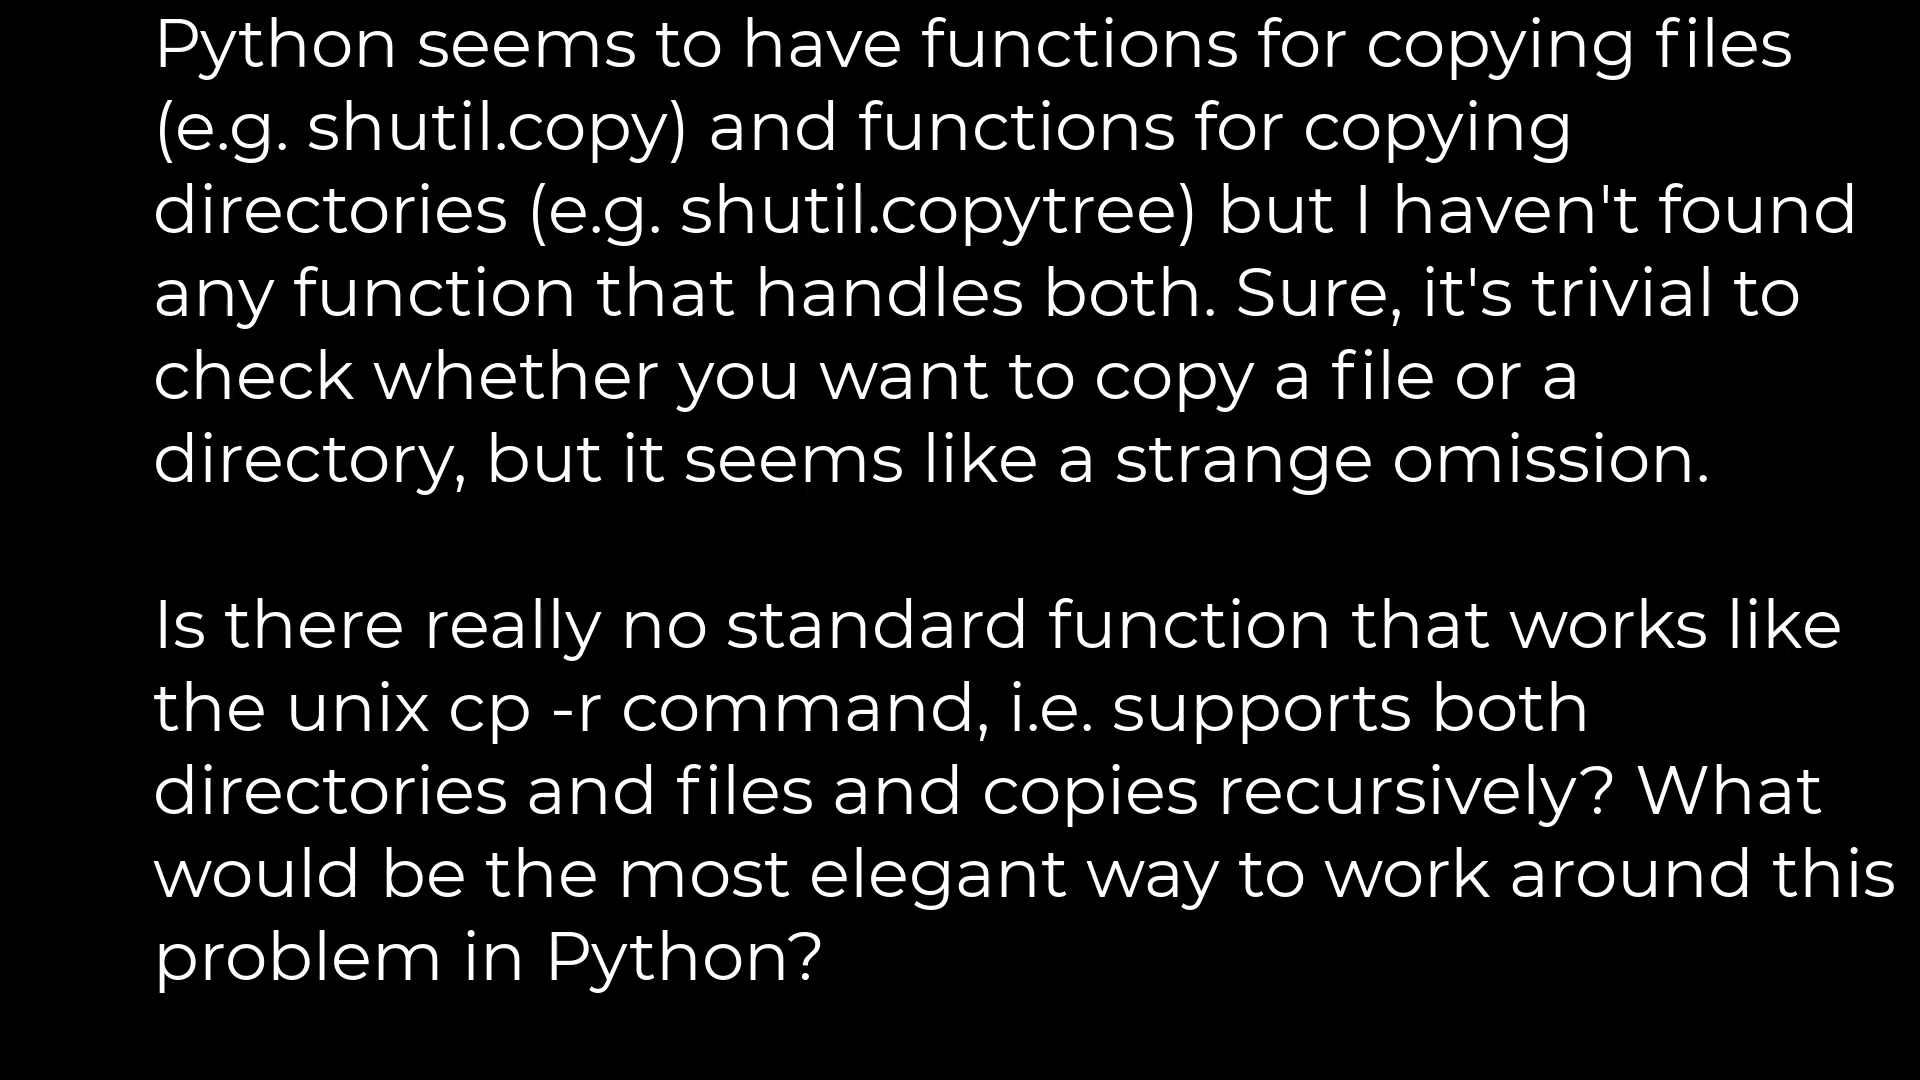 Python seems to have functions for copying files
(e.g. shutil.copy) and functions for copying
directories (e.g. shutil.copytree) but I haven't found
any function that handles both. Sure, it's trivial to
check whether you want to copy a file or a
directory, but it seems like a strange omission.
Is there really no standard function that works like
the unix cp -r command, i.e. supports both
directories and files and copies recursively? What
would be the most elegant way to work around this
problem in Python?